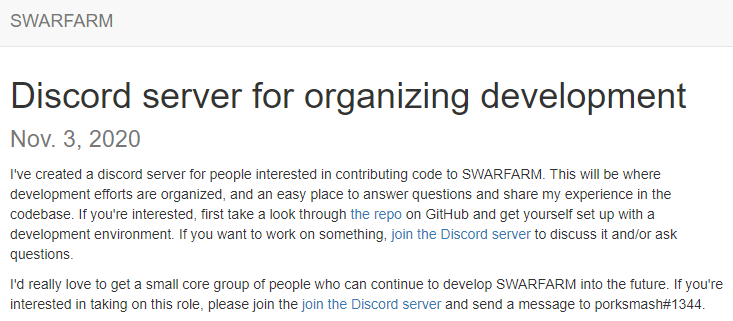 SWARFARM
Discord server for organizing development
Nov. 3, 2020
I've created a discord server for people interested in contributing code to SWARFARM. This will be where
development efforts are organized, and an easy place to answer questions and share my experience in the
codebase. If you're interested, first take a look through the repo on GitHub and get yourself set up with a
development environment. If you want to work on something, join the Discord server to discuss it and/or ask
questions.
I'd really love to get a small core group of people who can continue to develop SWARFARM into the future. If you're
interested in taking on this role, please join the join the Discord server and send a message to porksmash#1344.